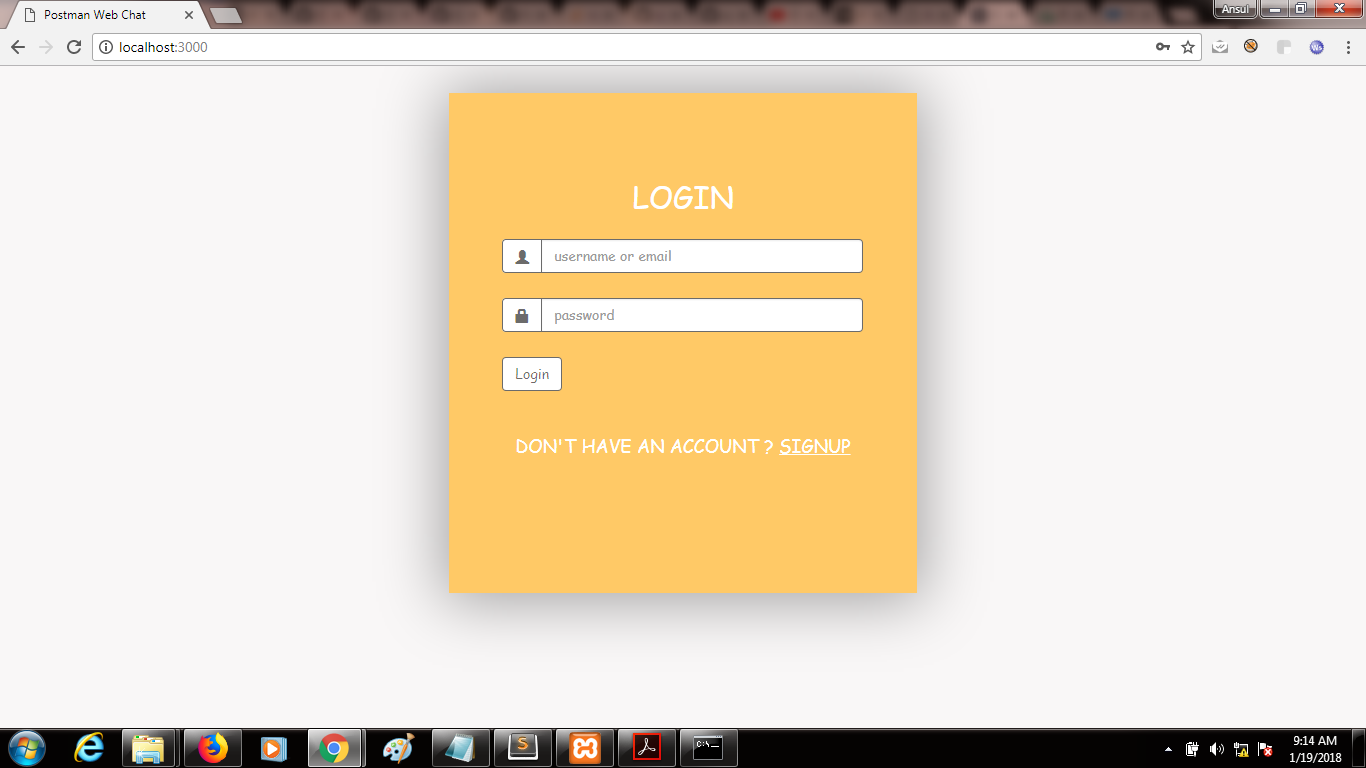 Postman Web Chat
Ansul
localhost:3000
Ws
LOGIN
username or email
password
Login
DON'T HAVE AN ACCOUNT ? SIGNUP
C:\_
9:14 AM
1/19/2018